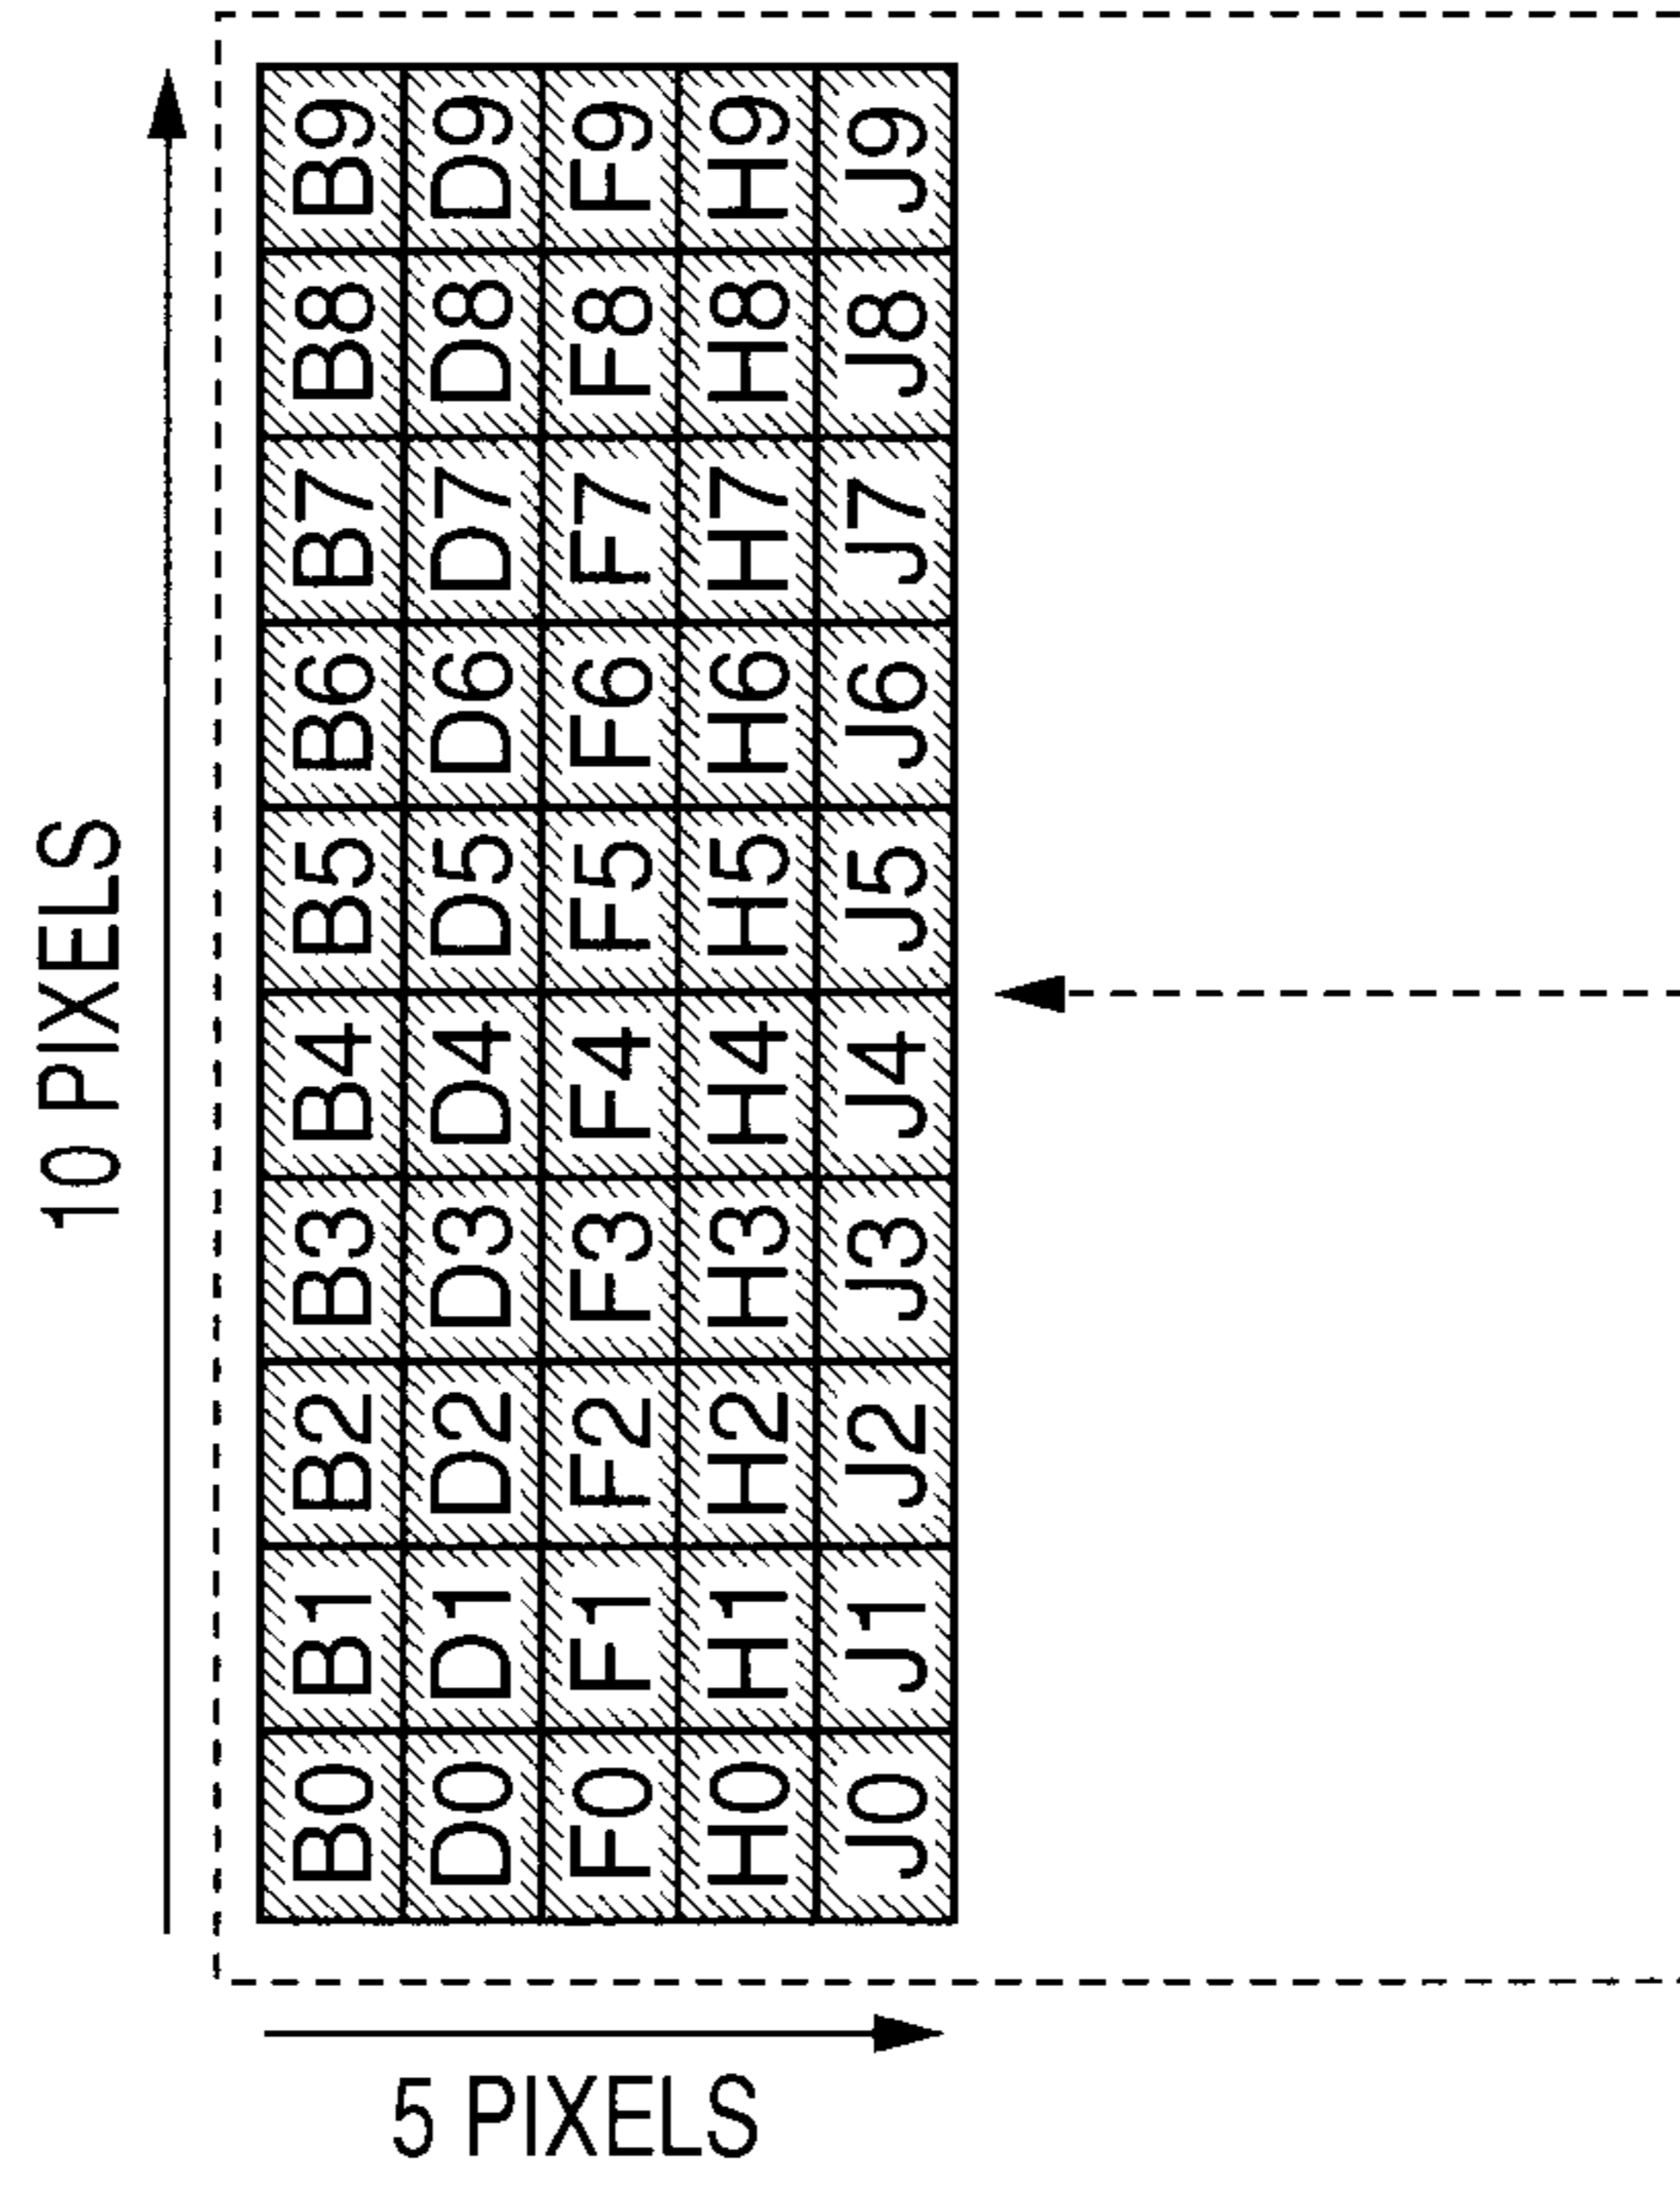 10 PIXELS
B9 D9 F9 H9 J9
B8 D8 F8 H8 J8
B7 D7 F7 H7 J7
B6 D6 F6 H6 J6
B5 D5 F5 H5 J5
B4 D4 F4 H4 J4
B3 D3 F3 H3 J3
B2 D2 F2 H2 J2
B1 D1 F1 H1 J1
B0 D0 F0 H0 J0
5 PIXELS